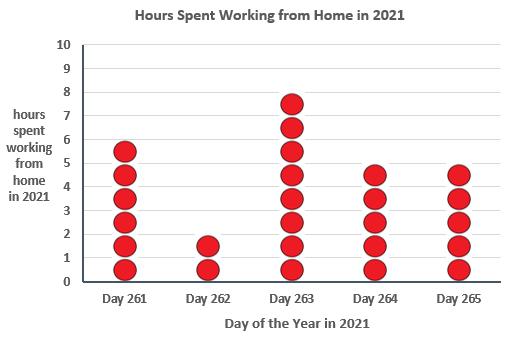 Hours Spent Working from Home in 2021
10
9
8
7
6
5
4
3
2
1
0
hours
spent
working
from
home
in 2021
Day 261
Day 262
Day 263
Day 264
Day 265
Day of the Year in 2021